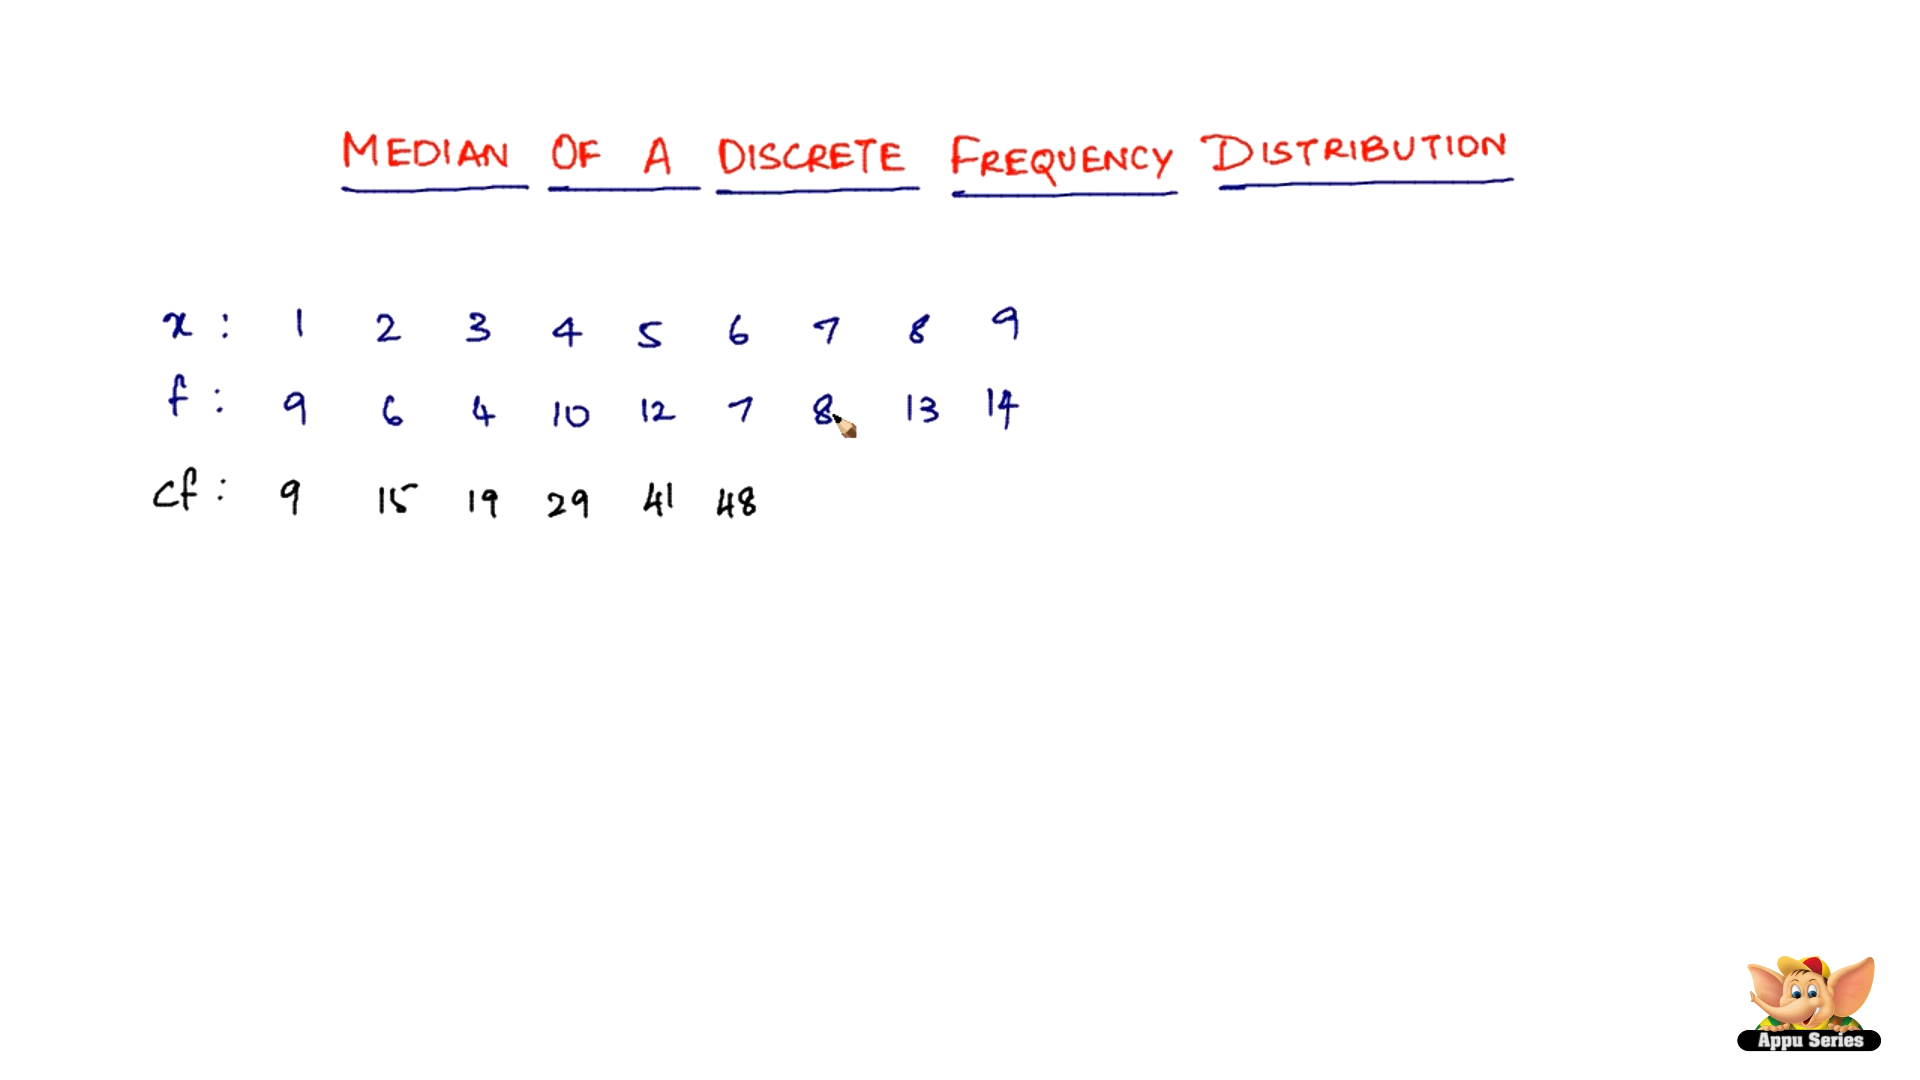 MEDIAN OF A DISCRETE FREQUENCY DISTRIBUTION
x : 1 2 3 4 5 6 7 8 9
f : 9 6 4 10 12 7 8 13 14
cf : 9 15 19 29 41 48
Appu Series